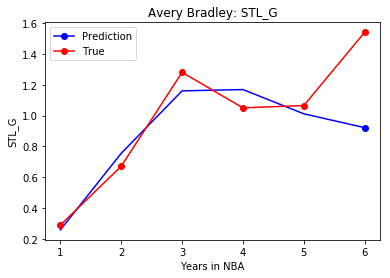 Avery Bradley: STL_G
Prediction
True
STL_G
1.6
1.4
1.2
1.0
0.8
0.6
0.4
0.2
1 2 3 4 5 6
Years in NBA